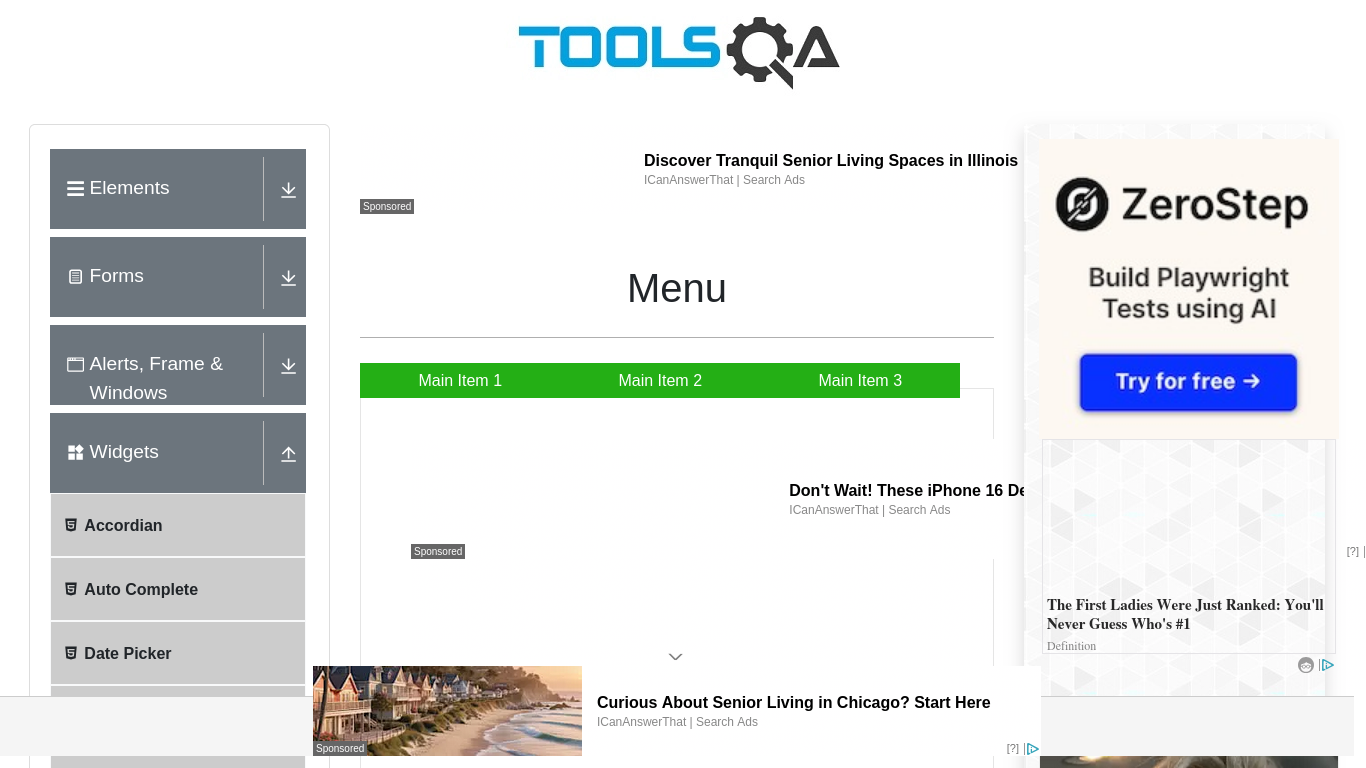 TOOLSQA
Elements
Forms
Alerts, Frame &
Windows
Widgets
Accordian
Auto Complete
Date Picker
Discover Tranquil Senior Living Spaces in Illinois
ICanAnswerThat | Search Ads
Sponsored
Menu
Main Item 1
Main Item 2
Main Item 3
Don't Wait! These iPhone 16 De
ICanAnswerThat | Search Ads
Sponsored
[?]
ZeroStep
Build Playwright
Tests using AI
Try for free →
The First Ladies Were Just Ranked: You'll
Never Guess Who's #1
Definition
Curious About Senior Living in Chicago? Start Here
ICanAnswerThat | Search Ads
Sponsored
[?]